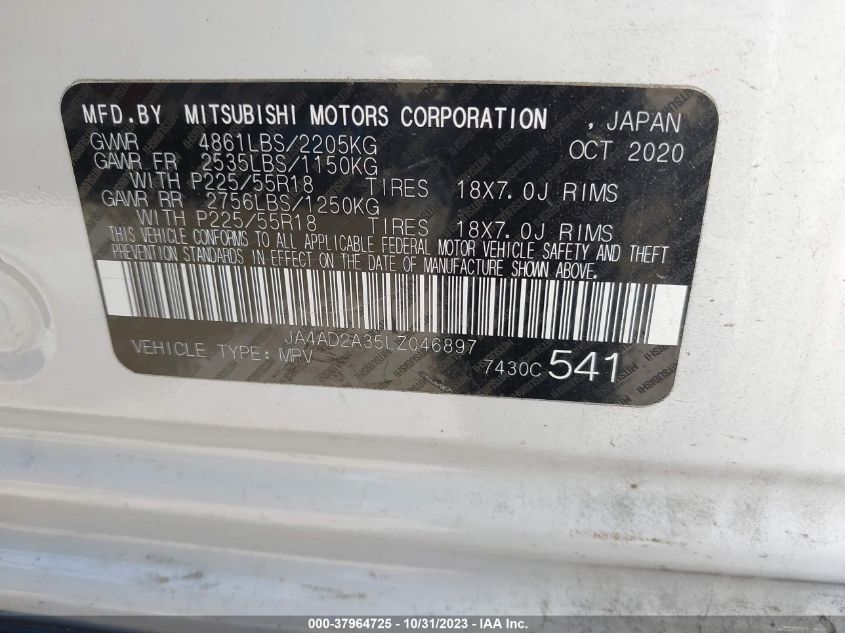 MFD.BY MITSUBISHI MOTORS CORPORATION , JAPAN
GVWR 4861LBS/2205KG OCT 2020
GAWR FR 2535LBS/1150KG
WITH P225/55R18 TIRES 18X7.0J RIMS
GAWR RR 2756LBS/1250KG
WITH P225/55R18 TIRES 18X7.0J RIMS
THIS VEHICLE CONFORMS TO ALL APPLICABLE FEDERAL MOTOR VEHICLE SAFETY AND THEFT
PREVENTION STANDARDS IN EFFECT ON THE DATE OF MANUFACTURE SHOWN ABOVE.
JA4AD2A35LZ046897
VEHICLE TYPE: MPV 7430C 541
000-37964725 - 10/31/2023 - IAA Inc.